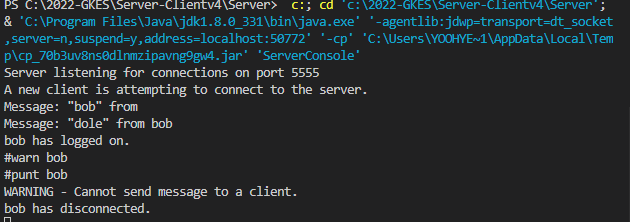 PS C:\2022-GKES\Server-Clientv4\Server>  c:; cd 'c:\2022-GKES\Server-Clientv4\Server';
& 'C:\Program Files\Java\jdk1.8.0_331\bin\java.exe' '-agentlib:jdwp=transport=dt_socket
,server=n,suspend=y,address=localhost:50772' '-cp' 'C:\Users\YOOHYE~1\AppData\Local\Tem
p\cp_70b3uv8ns0dlnmzipavng9gw4.jar' 'ServerConsole'
Server listening for connections on port 5555
A new client is attempting to connect to the server.
Message: "bob" from
Message: "dole" from bob
bob has logged on.
#warn bob
#punt bob
WARNING - Cannot send message to a client.
bob has disconnected.